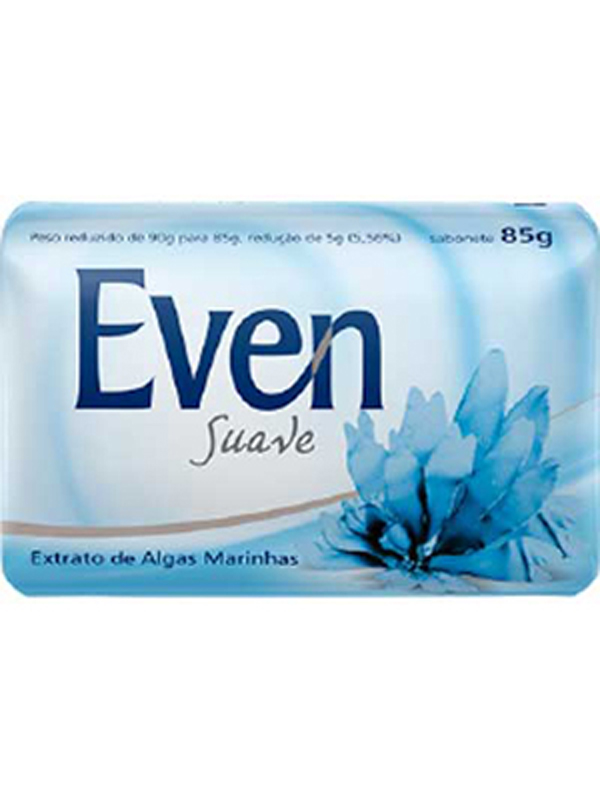 Peso reduzido de 90g para 85g, redução de 5g (5,56%) sabonete 85g
Even
Suave
Extrato de Algas Marinhas